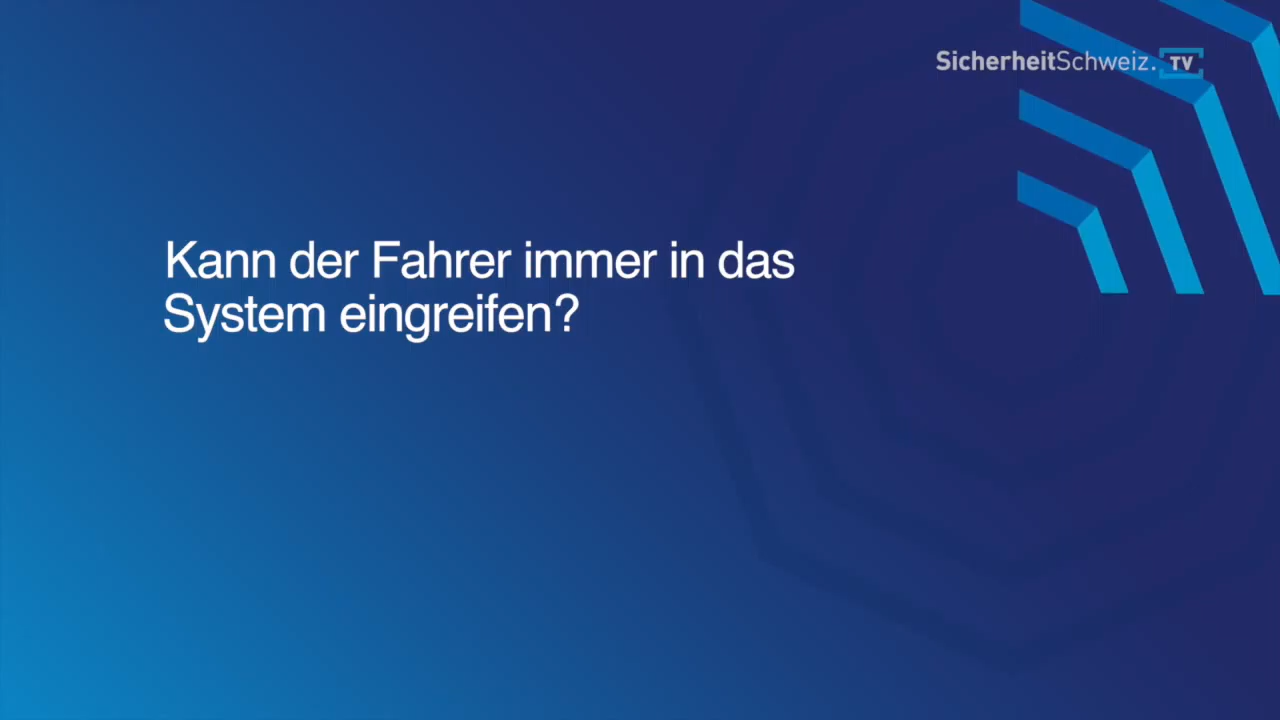 SicherheitSchweiz. TV
Kann der Fahrer immer in das
System eingreifen?